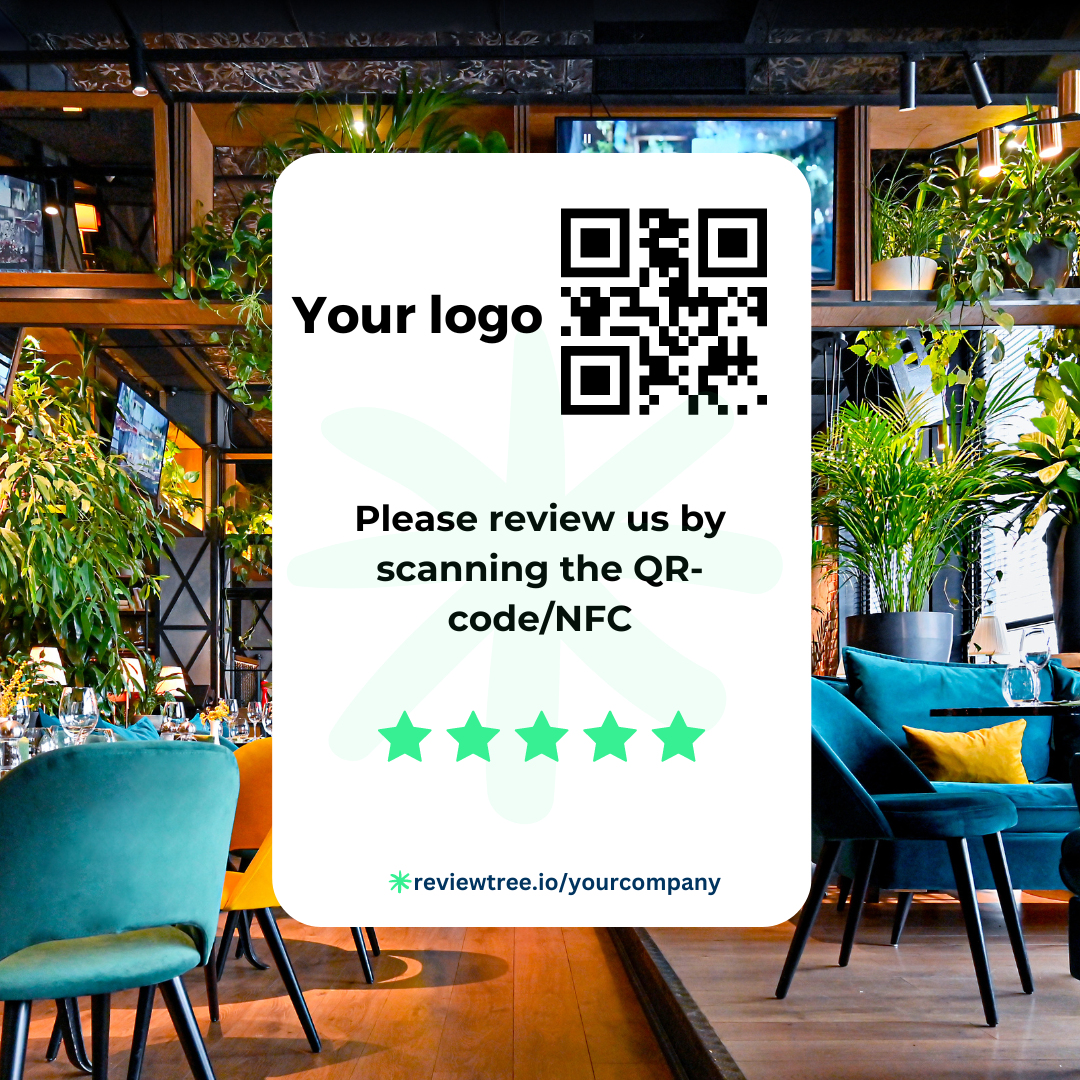 Your logo
Please review us by
scanning the QR-
code/NFC
reviewtree.io/yourcompany